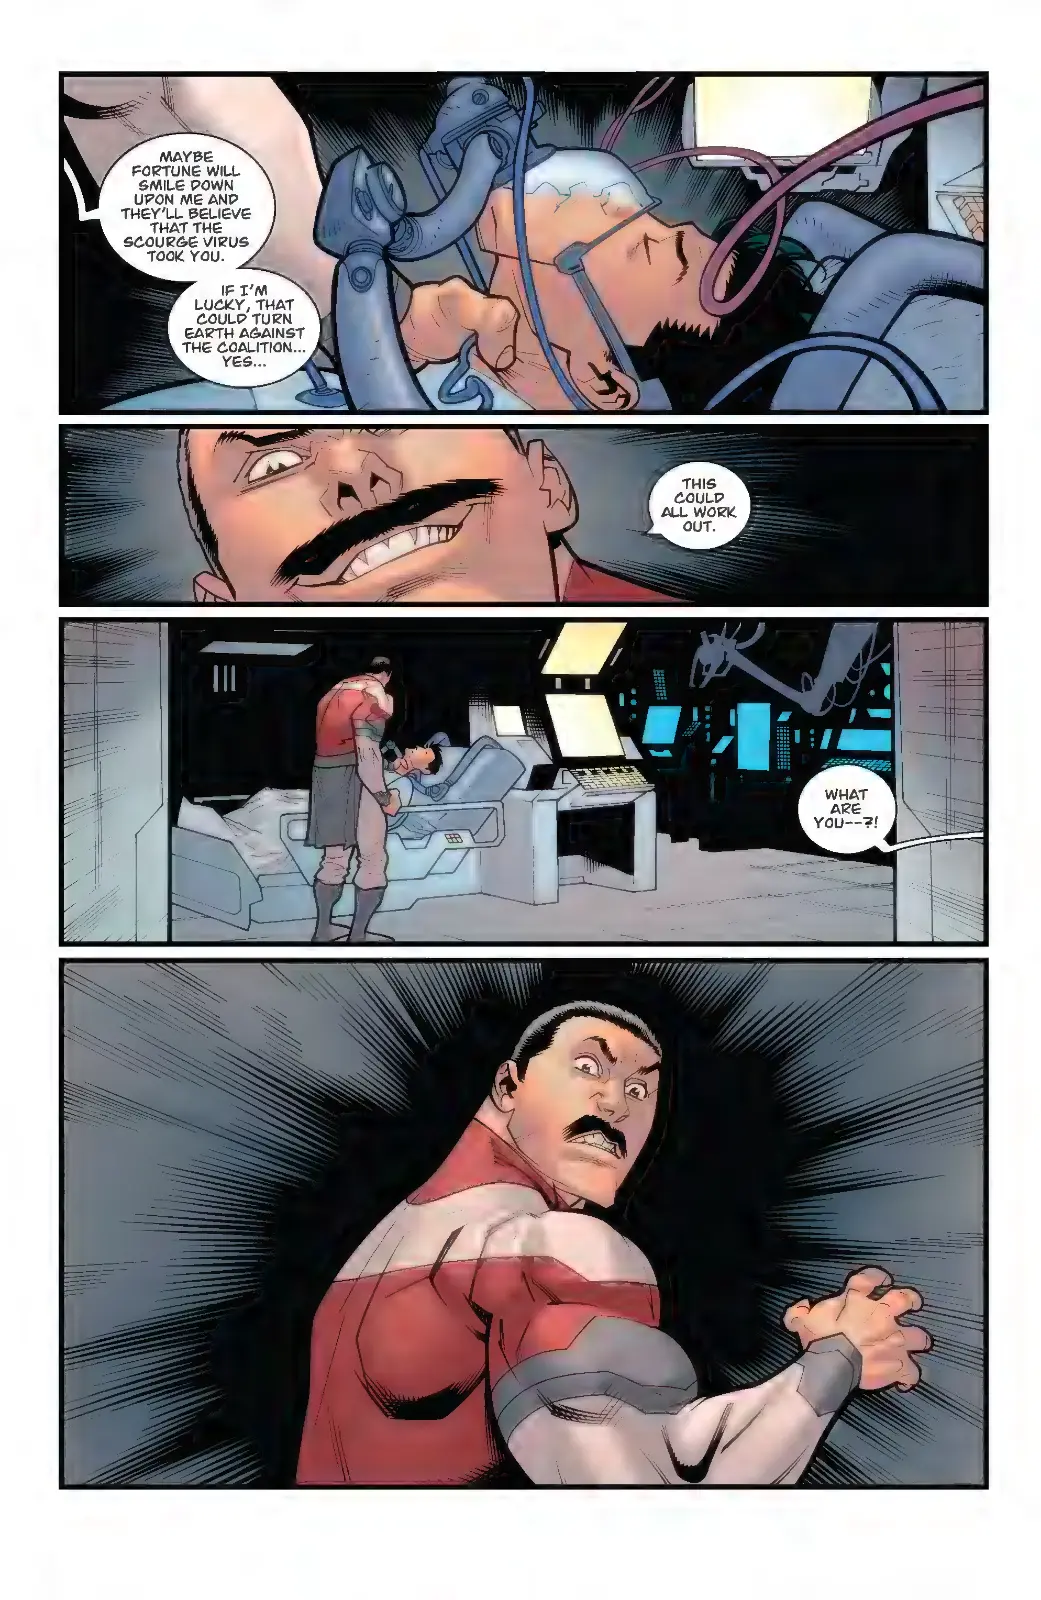 MAYBE
FORTUNE WILL
SMILE DOWN
UPON ME AND
THEY'LL BELIEVE
THAT THE
SCOURGE VIRUS
TOOK YOU.
IF I'M
LUCKY, THAT
COULD TURN
EARTH AGAINST
THE COALITION...
YES...
THIS
COULD
ALL WORK
OUT.
WHAT
ARE
YOU--?!